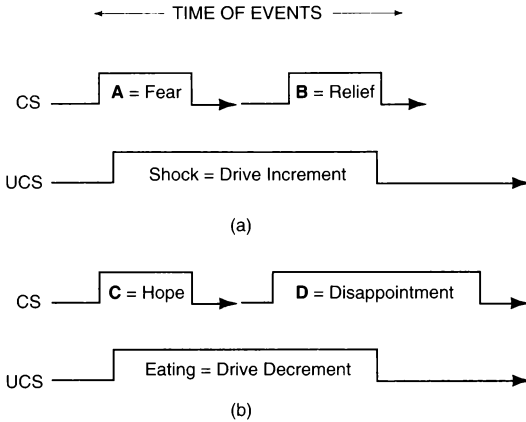 TIME OF EVENTS
CS A = Fear B = Relief
UCS Shock = Drive Increment
(a)
CS C = Hope D = Disappointment
UCS Eating = Drive Decrement
(b)